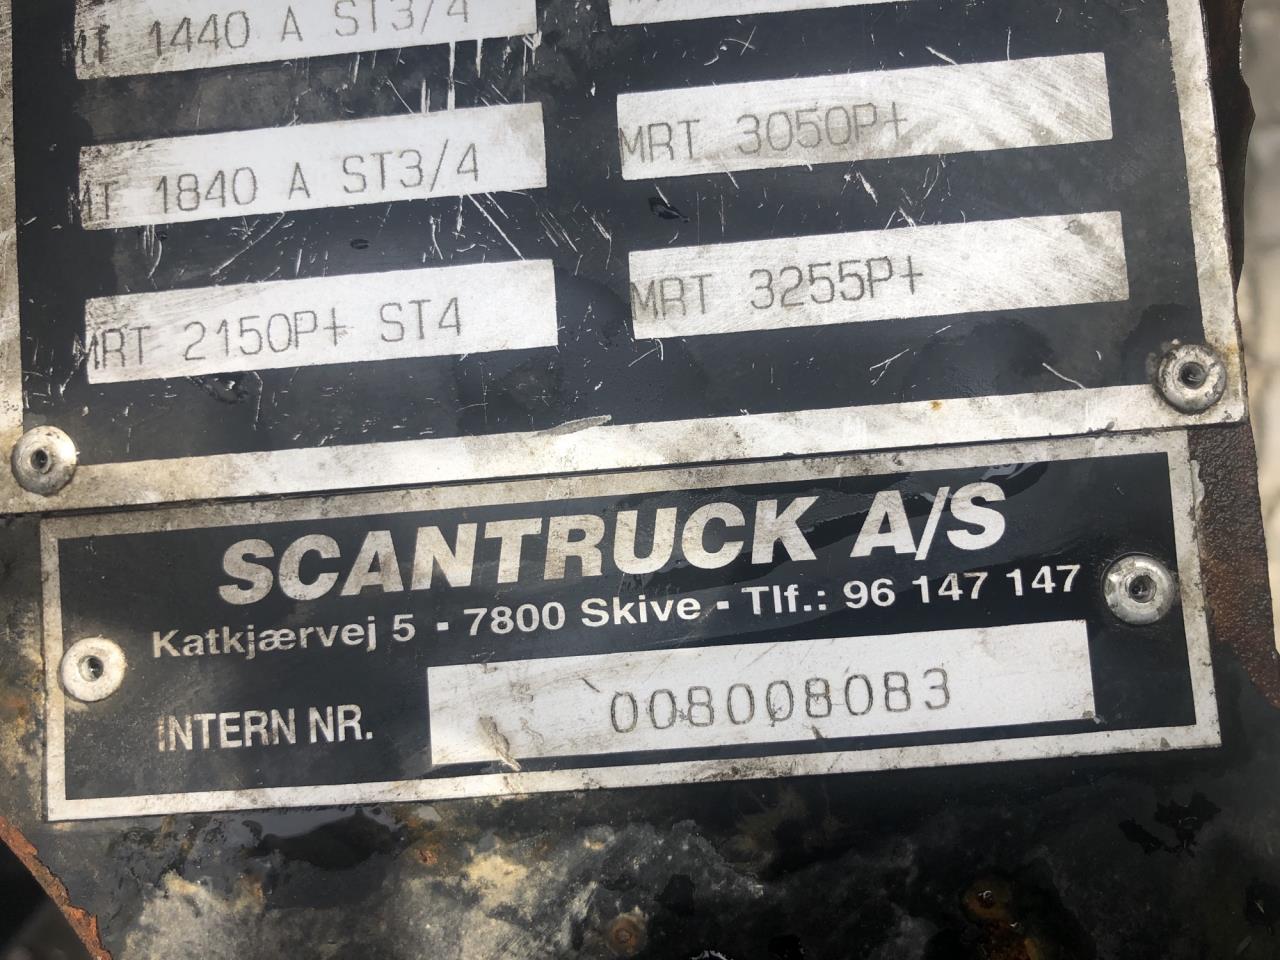 MT 1440 A ST3/4
MT 1840 A ST3/4
MRT 3050P+
MRT 2150P+ ST4
MRT 3255P+
SCANTRUCK A/S
Katkjærvej 5 - 7800 Skive - Tlf.: 96 147 147
INTERN NR.
008008083